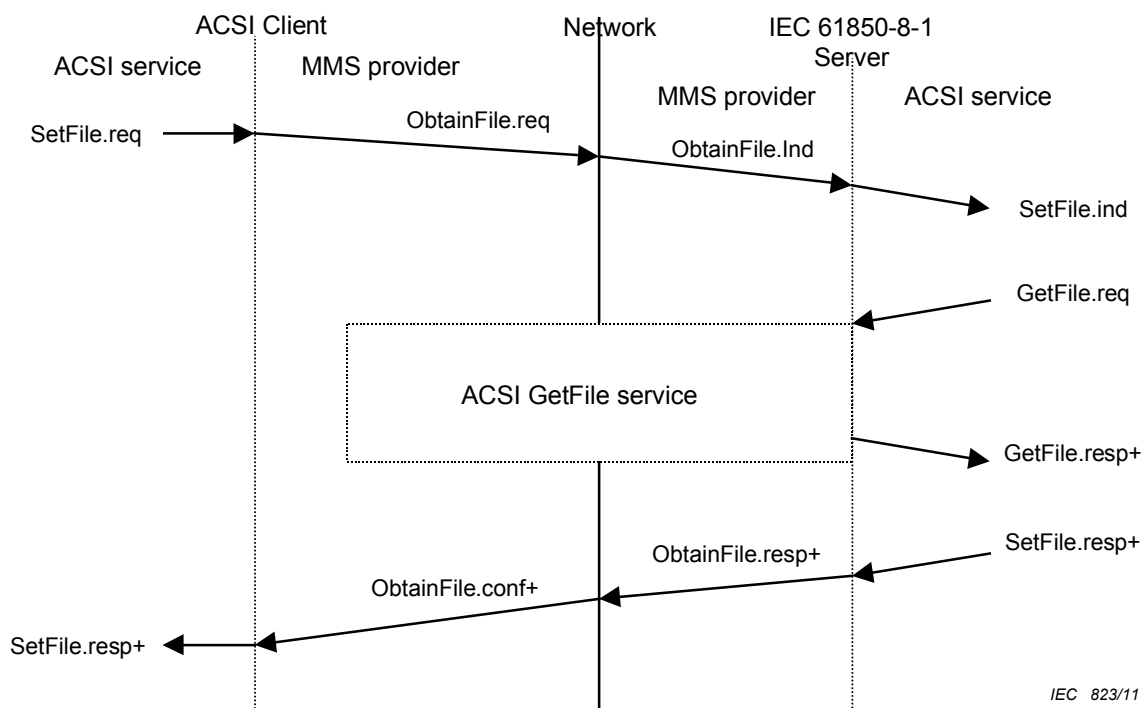 ACSI Client
Network
IEC 61850-8-1
Server
ACSI service
MMS provider
MMS provider
ACSI service
SetFile.req
ObtainFile.req
ObtainFile.Ind
SetFile.ind
GetFile.req
ACSI GetFile service
GetFile.resp+
SetFile.resp+
ObtainFile.resp+
ObtainFile.conf+
SetFile.resp+
IEC 823/11